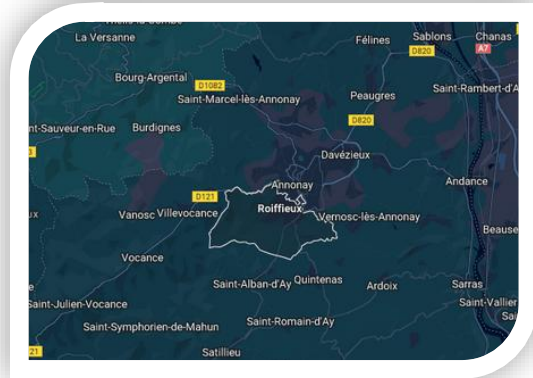 La Versanne
Félines
Sablons
Chanas
D820
A7
Bourg-Argental
D1082
Saint-Marcel-lès-Annonay
Peaugres
Saint-Rambert-d'A
D820
nt-Sauveur-en-Rue
Burdignes
Davézieux
Annonay
Andance
D121
Roiffieux
Vanosc
Villevocance
Vernosc-lès-Annonay
Beause
Vocance
Saint-Alban-d'Ay
Quintenas
Ardoix
Sarras
Saint-Julien-Vocance
Saint-Vallier
Saint-Symphorien-de-Mahun
Saint-Romain-d'Ay
21
Satillieu